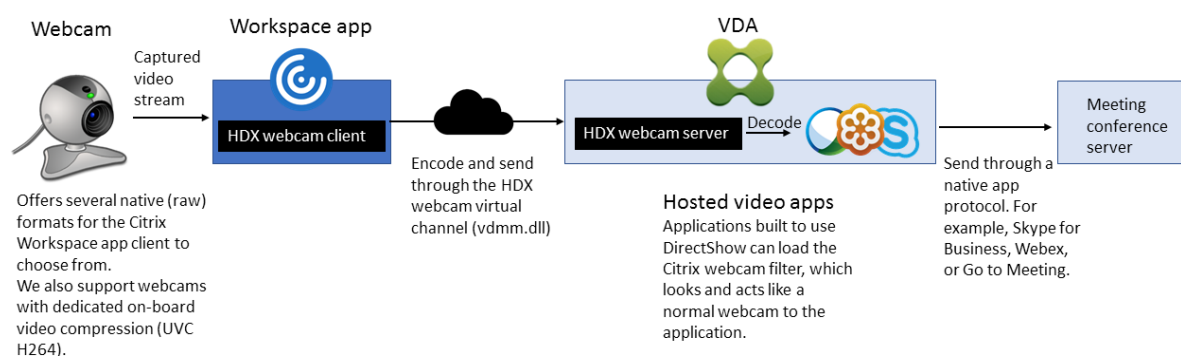 Webcam
Captured
video
stream
Offers several native (raw)
formats for the Citrix
Workspace app client to
choose from.
We also support webcams
with dedicated on-board
video compression (UVC
H264).
Workspace app
HDX webcam client
Encode and send
through the HDX
webcam virtual
channel (vdmm.dll)
VDA
HDX webcam server
Decode
S
Hosted video apps
Applications built to use
DirectShow can load the
Citrix webcam filter, which
looks and acts like a
normal webcam to the
application.
Send through a
native app
protocol. For
example, Skype for
Business, Webex,
or Go to Meeting.
Meeting
conference
server